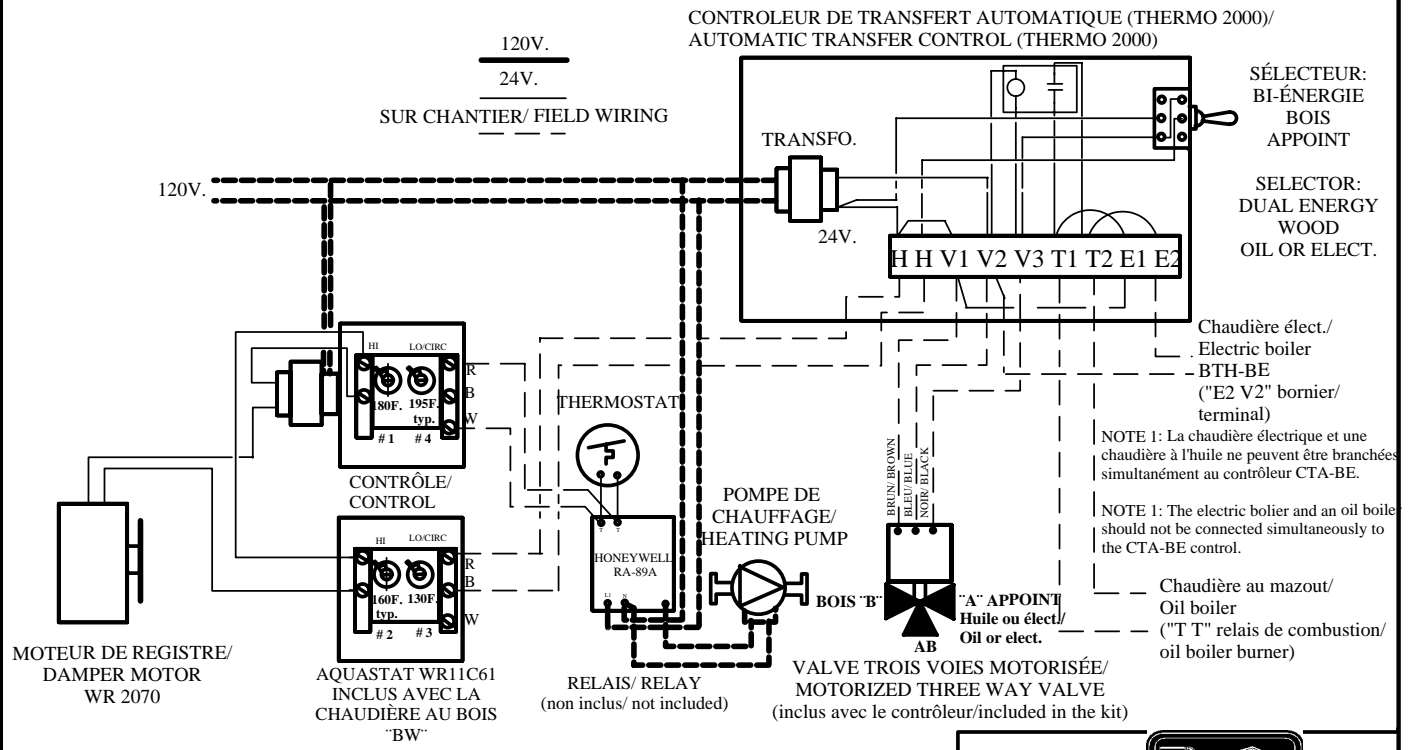 CONTROLEUR DE TRANSFERT AUTOMATIQUE (THERMO 2000)/
AUTOMATIC TRANSFER CONTROL (THERMO 2000)
120V.
24V.
SUR CHANTIER/ FIELD WIRING
SÉLECTEUR:
BI-ÉNERGIE
BOIS
APPOINT
SELECTOR:
DUAL ENERGY
WOOD
OIL OR ELECT.
TRANSFO.
120V.
24V.
H H V1 V2 V3 T1 T2 E1 E2
HI LO/CIRC
R
B
W
180F. 195F.
typ.
# 1 # 4
CONTRÔLE/
CONTROL
THERMOSTAT
HI LO/CIRC
R
B
W
160F. 130F.
typ.
# 2 # 3
AQUASTAT WR11C61
INCLUS AVEC LA
CHAUDIÈRE AU BOIS
¨BW¨
MOTEUR DE REGISTRE/
DAMPER MOTOR
WR 2070
T T
HONEYWELL
RA-89A
L1 N
RELAIS/ RELAY
(non inclus/ not included)
POMPE DE
CHAUFFAGE/
HEATING PUMP
BRUN/ BROWN
BLEU/ BLUE
NOIR/ BLACK
BOIS ¨B¨
¨A¨ APPOINT
Huile ou élect./
Oil or elect.
AB
VALVE TROIS VOIES MOTORISÉE/
MOTORIZED THREE WAY VALVE
(inclus avec le contrôleur/included in the kit)
Chaudière élect./
Electric boiler
BTH-BE
("E2 V2" bornier/
terminal)
NOTE 1: La chaudière électrique et une
chaudière à l'huile ne peuvent être branchées
simultanément au contrôleur CTA-BE.
NOTE 1: The electric bolier and an oil boiler
should not be connected simultaneously to
the CTA-BE control.
Chaudière au mazout/
Oil boiler
("T T" relais de combustion/
oil boiler burner)